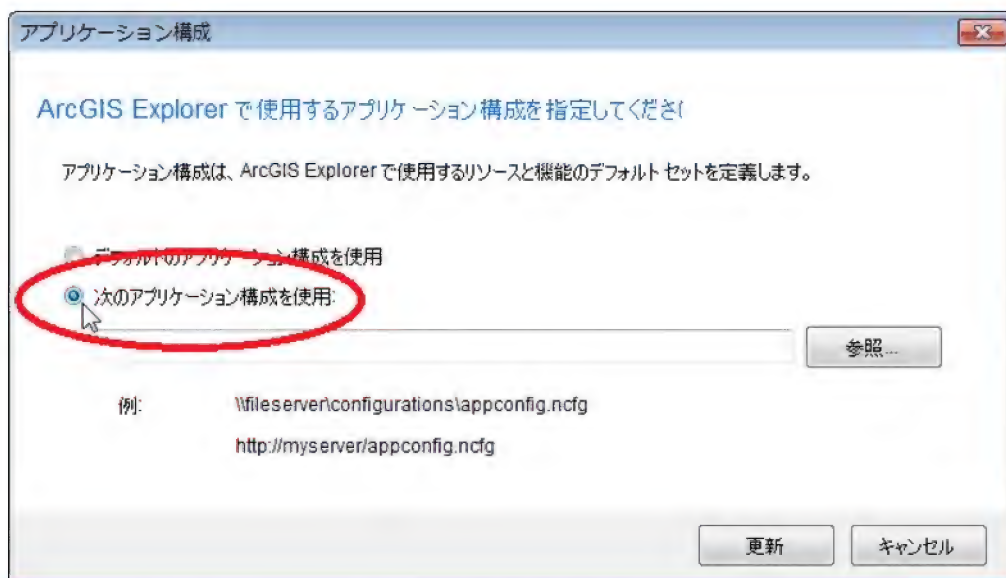 アプリケーション構成
ArcGIS Explorer で使用するアプリケーション構成を指定してくださ
アプリケーション構成は、ArcGIS Explorer で使用するリソースと機能のデフォルト セットを定義します。
デフォルトのアプリケーション構成を使用
次のアプリケーション構成を使用:
参照...
例: \\fileserver\configurations\appconfig.ncfg
http://myserver/appconfig.ncfg
更新 キャンセル